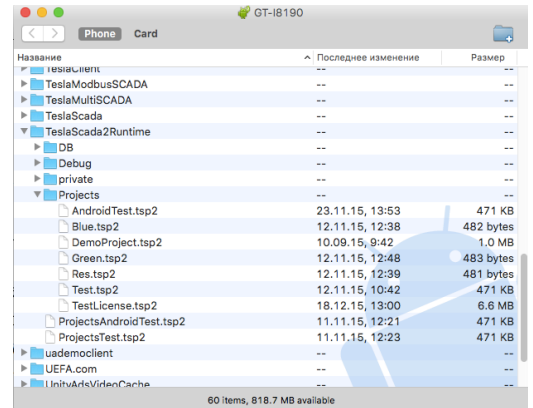 GT-I8190
Phone Card
Название Последнее изменение Размер
TeslaClient -- --
TeslaModbusSCADA -- --
TeslaMultiSCADA -- --
TeslaScada -- --
TeslaScada2Runtime -- --
DB -- --
Debug -- --
private -- --
Projects -- --
AndroidTest.tsp2 23.11.15, 13:53 471 KB
Blue.tsp2 12.11.15, 12:38 482 bytes
DemoProject.tsp2 10.09.15, 9:42 1.0 MB
Green.tsp2 12.11.15, 12:48 483 bytes
Res.tsp2 12.11.15, 12:39 481 bytes
Test.tsp2 12.11.15, 10:42 471 KB
TestLicense.tsp2 18.12.15, 13:00 6.6 MB
ProjectsAndroidTest.tsp2 11.11.15, 12:21 471 KB
ProjectsTest.tsp2 11.11.15, 12:23 471 KB
uademoclient -- --
UEFA.com -- --
UnityAdsVideoCache -- --
60 items, 818.7 MB available